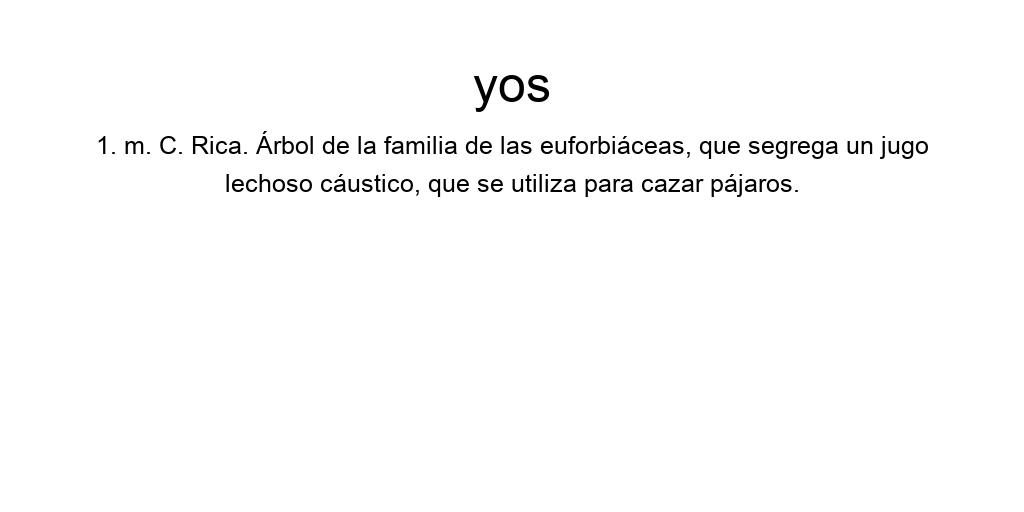 yos
1. m. C. Rica. Árbol de la familia de las euforbiáceas, que segrega un jugo
lechoso cáustico, que se utiliza para cazar pájaros.